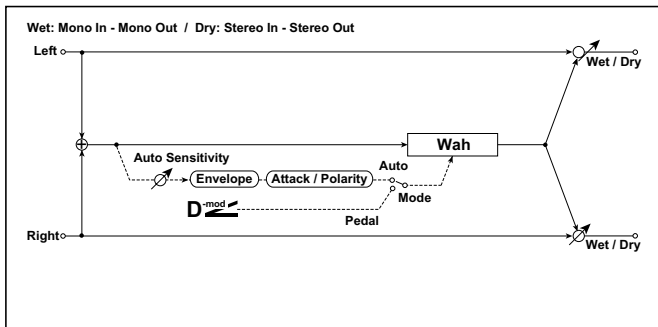 Wet: Mono In - Mono Out / Dry: Stereo In - Stereo Out
Left
Wet / Dry
Wah
Auto Sensitivity
Auto
Envelope
Attack / Polarity
Mode
D-mod
Pedal
Right
Wet / Dry